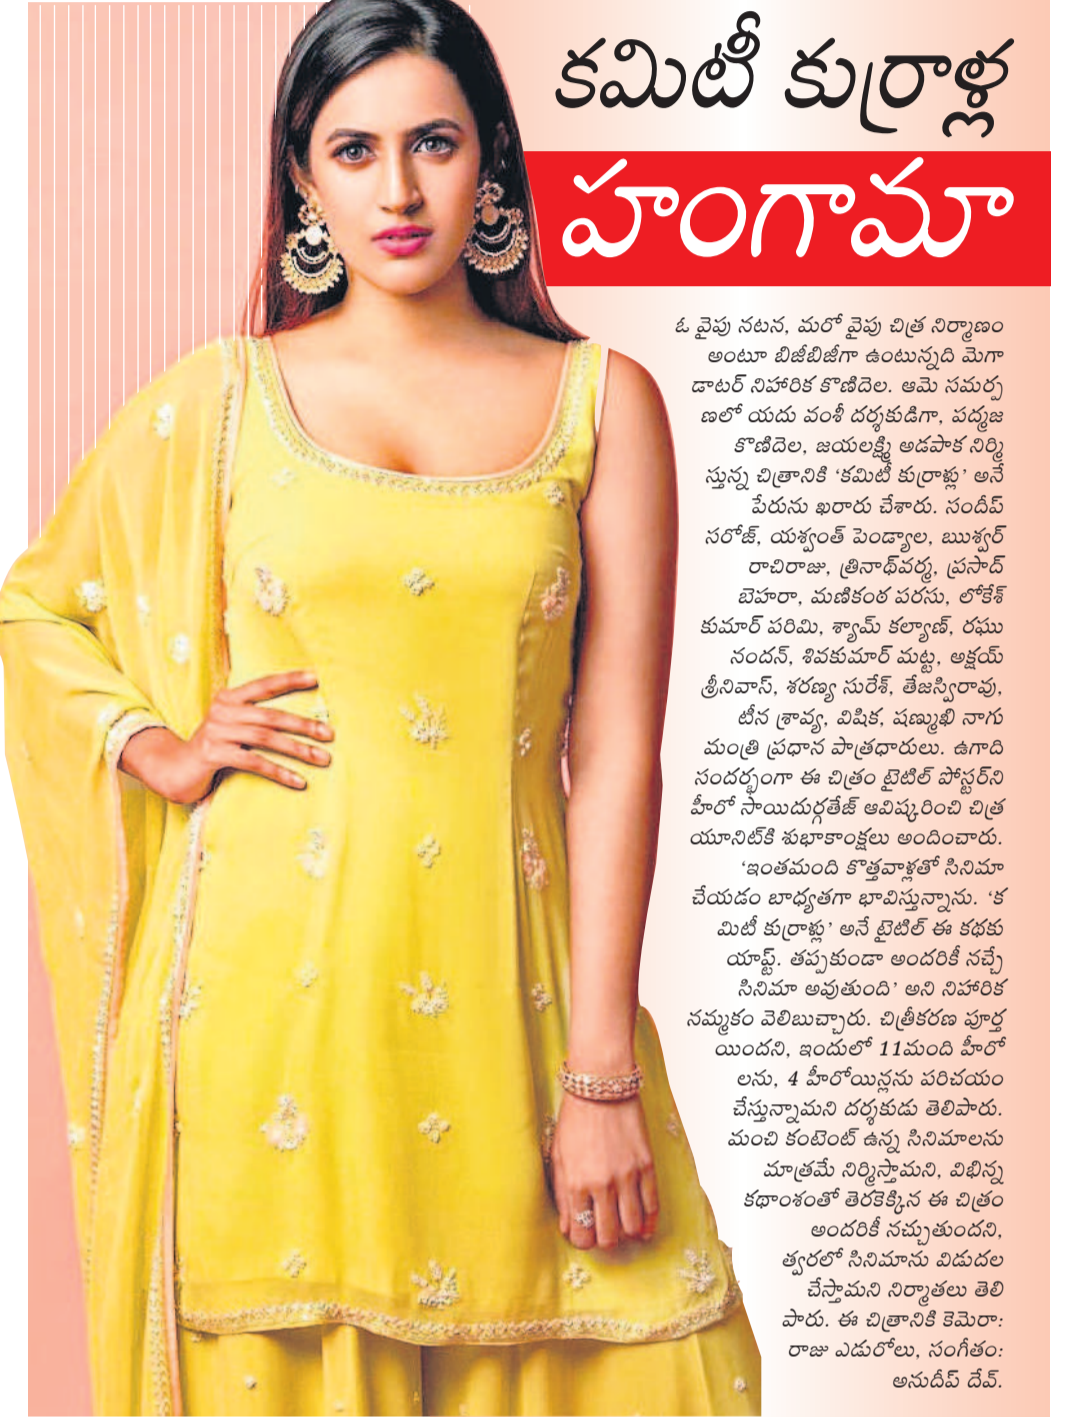 కమిటీ కుర్రాళ్ల
హంగామా
ఓ వైపు నటన, మరో వైపు చిత్ర నిర్మాణం
అంటూ బిజీబిజీగా ఉంటున్నది మెగా
డాటర్ నిహారిక కొణిదెల. ఆమె సమర్ప
ణలో యదు వంశీ దర్శకుడిగా, పద్మజ
కొణిదెల, జయలక్ష్మి అడపాక నిర్మి
స్తున్న చిత్రానికి ‘కమిటీ కుర్రాళ్లు’ అనే
పేరును ఖరారు చేశారు. సందీప్
సరోజ్, యశ్వంత్ పెండ్యాల, ఋశ్వర్
రాచిరాజు, త్రినాథ్‌వర్మ, ప్రసాద్
బెహరా, మణికంఠ పరసు, లోకేశ్
కుమార్ పరిమి, శ్యామ్ కల్యాణ్, రఘు
నందన్, శివకుమార్ మట్ట, అక్షయ్
శ్రీనివాస్, శరణ్య సురేశ్, తేజస్విరావు,
టీన శ్రావ్య, విషిక, షణ్ముఖి నాగు
మంత్రి ప్రధాన పాత్రధారులు. ఉగాది
సందర్భంగా ఈ చిత్రం టైటిల్ పోస్టర్‌ని
హీరో సాయిదుర్గతేజ్ ఆవిష్కరించి చిత్ర
యూనిట్‌కి శుభాకాంక్షలు అందించారు.
‘ఇంతమంది కొత్తవాళ్లతో సినిమా
చేయడం బాధ్యతగా భావిస్తున్నాను. ‘క
మిటీ కుర్రాళ్లు’ అనే టైటిల్ ఈ కథకు
యాప్ట్. తప్పకుండా అందరికీ నచ్చే
సినిమా అవుతుంది’ అని నిహారిక
నమ్మకం వెలిబుచ్చారు. చిత్రీకరణ పూర్త
యిందని, ఇందులో 11మంది హీరో
లను, 4 హీరోయిన్లను పరిచయం
చేస్తున్నామని దర్శకుడు తెలిపారు.
మంచి కంటెంట్ ఉన్న సినిమాలను
మాత్రమే నిర్మిస్తామని, విభిన్న
కథాంశంతో తెరకెక్కిన ఈ చిత్రం
అందరికీ నచ్చుతుందని,
త్వరలో సినిమాను విడుదల
చేస్తామని నిర్మాతలు తెలి
పారు. ఈ చిత్రానికి కెమెరా:
రాజు ఎడురోలు, సంగీతం:
అనుదీప్ దేవ్.